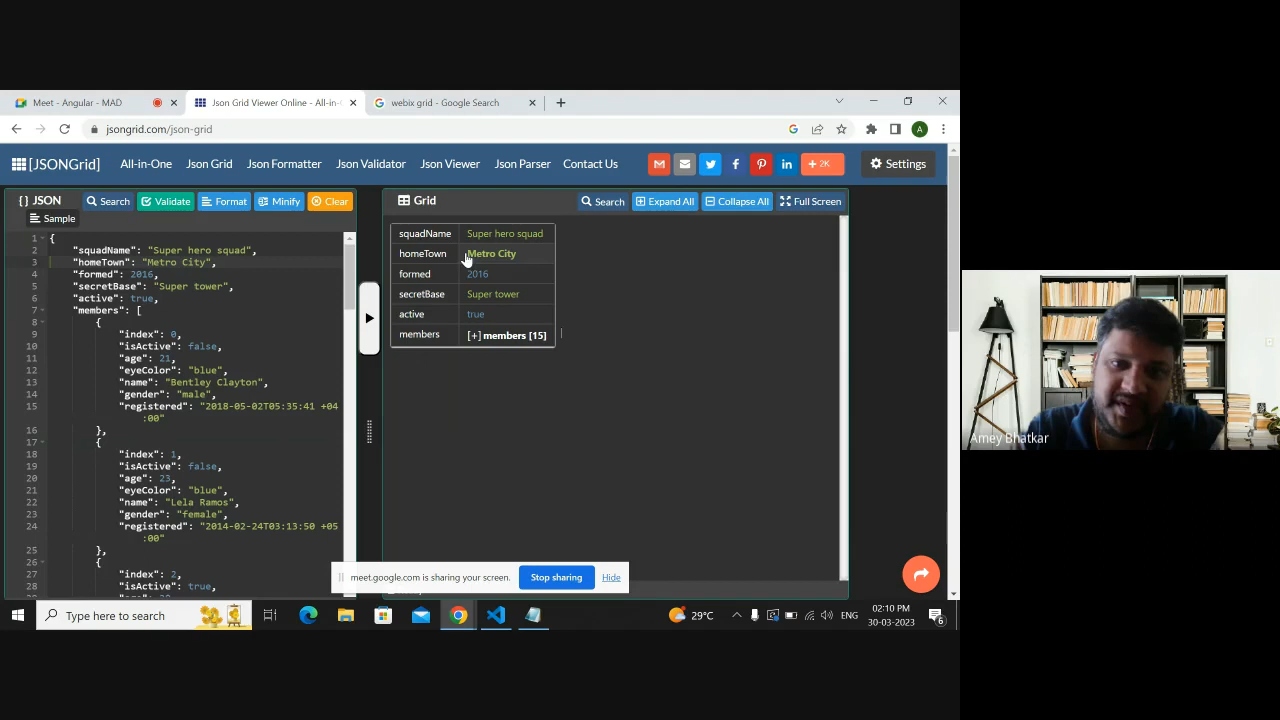 Meet - Angular - MAD
Json Grid Viewer Online - All-in-
webix grid - Google Search
jsongrid.com/json-grid
A
[JSONGrid]
All-in-One
Json Grid
Json Formatter
Json Validator
Json Viewer
Json Parser
Contact Us
2K
Settings
{ } JSON
Search
Validate
Format
Minify
Clear
Sample
Grid
Search
Expand All
Collapse All
Full Screen
1 {
2 "squadName": "Super hero squad",
3 "homeTown": "Metro City",
4 "formed": 2016,
5 "secretBase": "Super tower",
6 "active": true,
7 "members": [
8 {
9 "index": 0,
10 "isActive": false,
11 "age": 21,
12 "eyeColor": "blue",
13 "name": "Bentley Clayton",
14 "gender": "male",
15 "registered": "2018-05-02T05:35:41 +04
:00"
16 },
17 {
18 "index": 1,
19 "isActive": false,
20 "age": 23,
21 "eyeColor": "blue",
22 "name": "Lela Ramos",
23 "gender": "female",
24 "registered": "2014-02-24T03:13:50 +05
:00"
25 },
26 {
27 "index": 2,
28 "isActive": true,
squadName Super hero squad
homeTown Metro City
formed 2016
secretBase Super tower
active true
members [+] members [15]
Amey Bhatkar
meet.google.com is sharing your screen.
Stop sharing
Hide
Type here to search
29°C
ENG
02:10 PM
30-03-2023
6